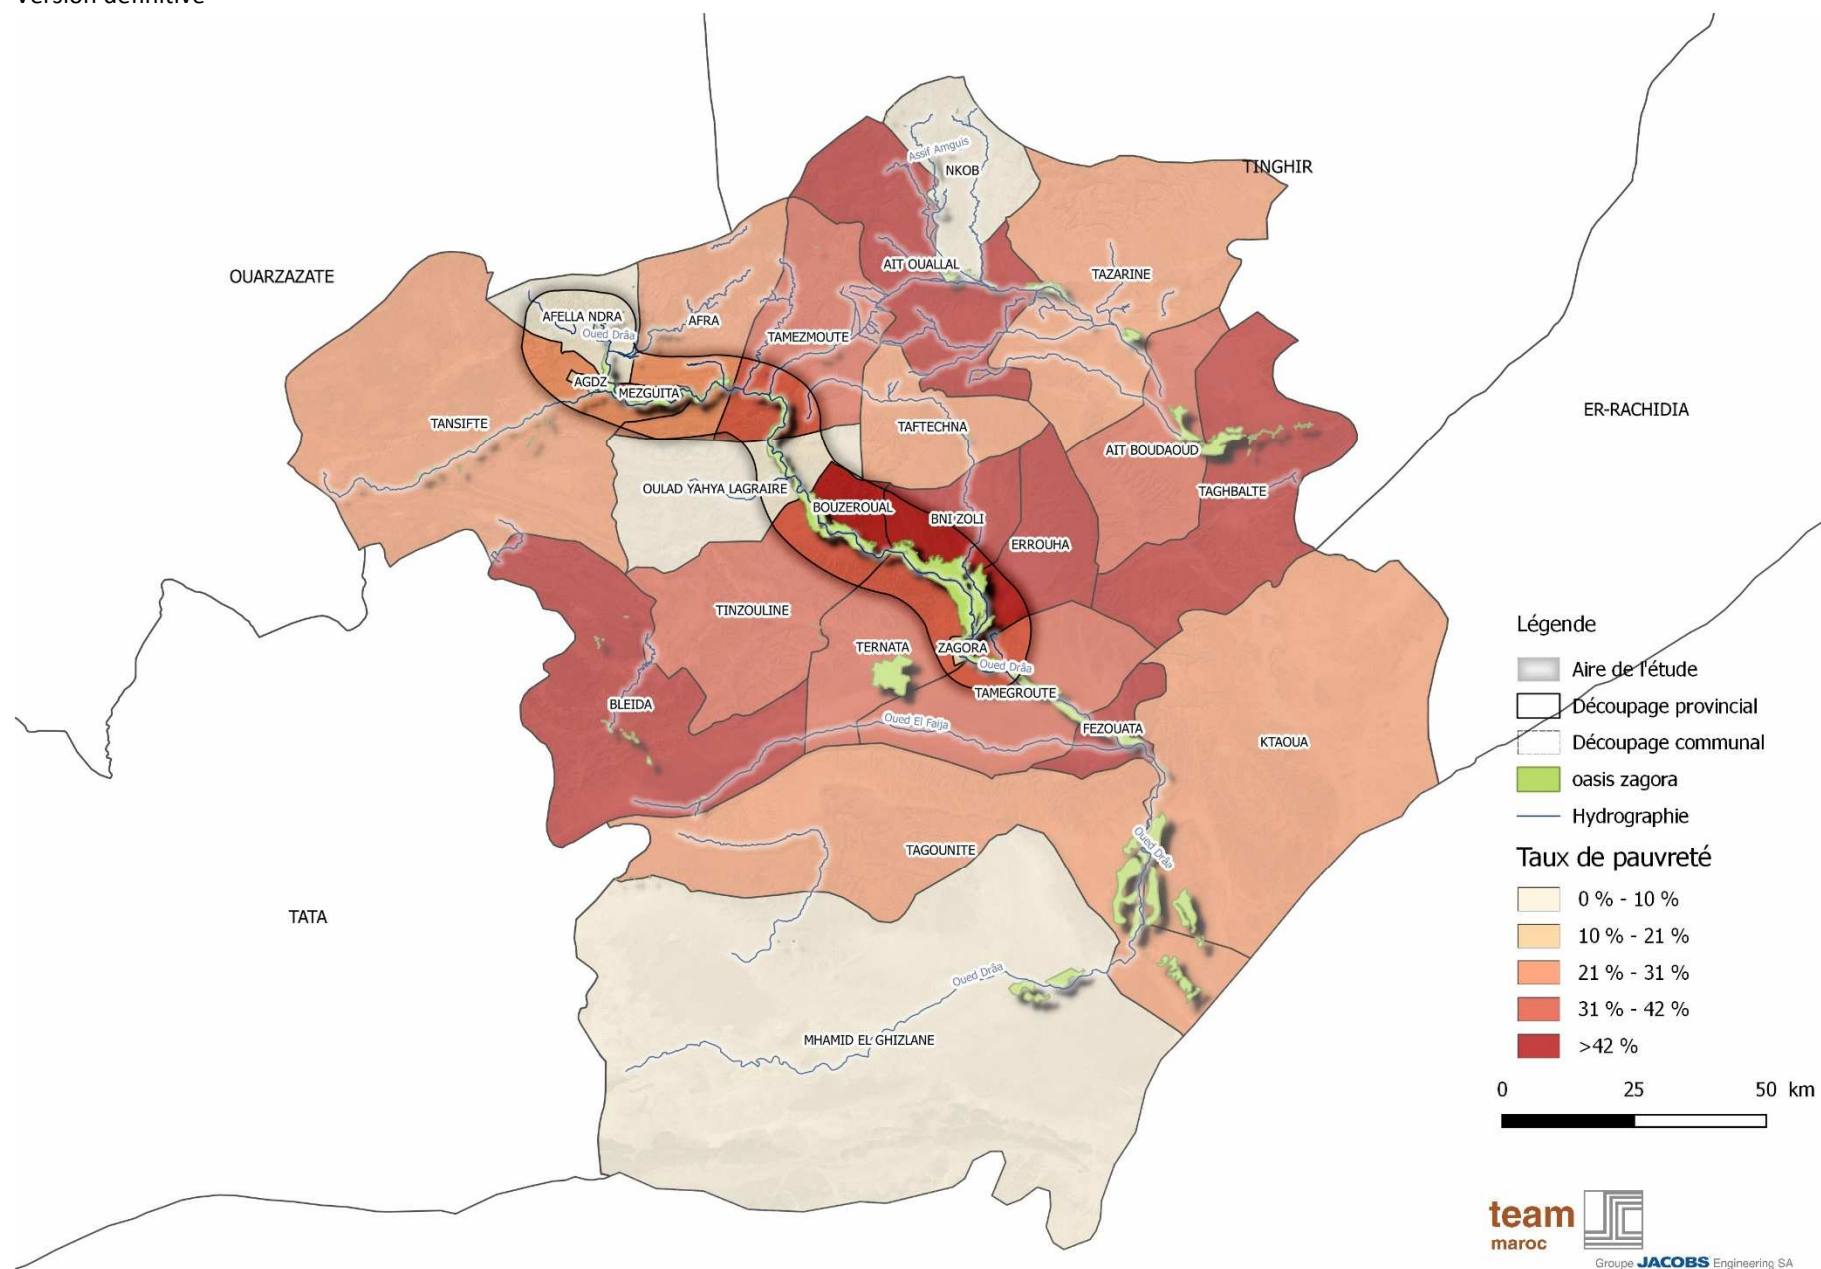 Version définitive
Assif Amguis
NKOB
TINGHIR
OUARZAZATE
AIT OUALLAL
TAZARINE
AFELLA NDRA
AFRA
Oued Drâa
TAMEZMOUTE
AGDZ
MEZGUITA
ER-RACHIDIA
TANSIFTE
TAFTECHNA
AIT BOUDAOUD
OULAD YAHYA LAGRAIRE
TAGHBALTE
BOUZEROUAL
BNI ZOLI
ERROUHA
TINZOULINE
TERNATA
ZAGORA
Oued Drâa
TAMEGROUTE
BLEIDA
Oued El Faija
FEZOUATA
KTAOUA
TAGOUNITE
Oued Drâa
TATA
Oued Drâa
MHAMID EL GHIZLANE
Légende
Aire de l'étude
Découpage provincial
Découpage communal
oasis zagora
Hydrographie
Taux de pauvreté
0 % - 10 %
10 % - 21 %
21 % - 31 %
31 % - 42 %
>42 %
0 25 50 km
team
maroc
Groupe JACOBS Engineering SA